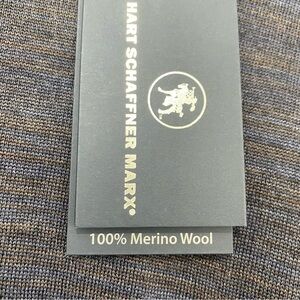 HART SCHAFFNER MARX®
100% Merino Wool